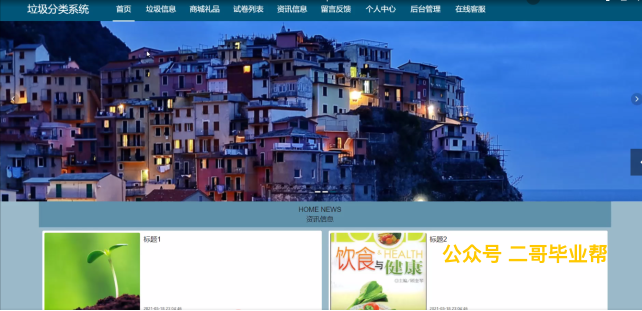 垃圾分类系统 首页 垃圾信息 商城礼品 试卷列表 资讯信息 留言反馈 个人中心 后台管理 在线客服
HOME NEWS
资讯信息
标题1
标题2
饮食与健康
& HEALTH
公众号 二哥毕业帮